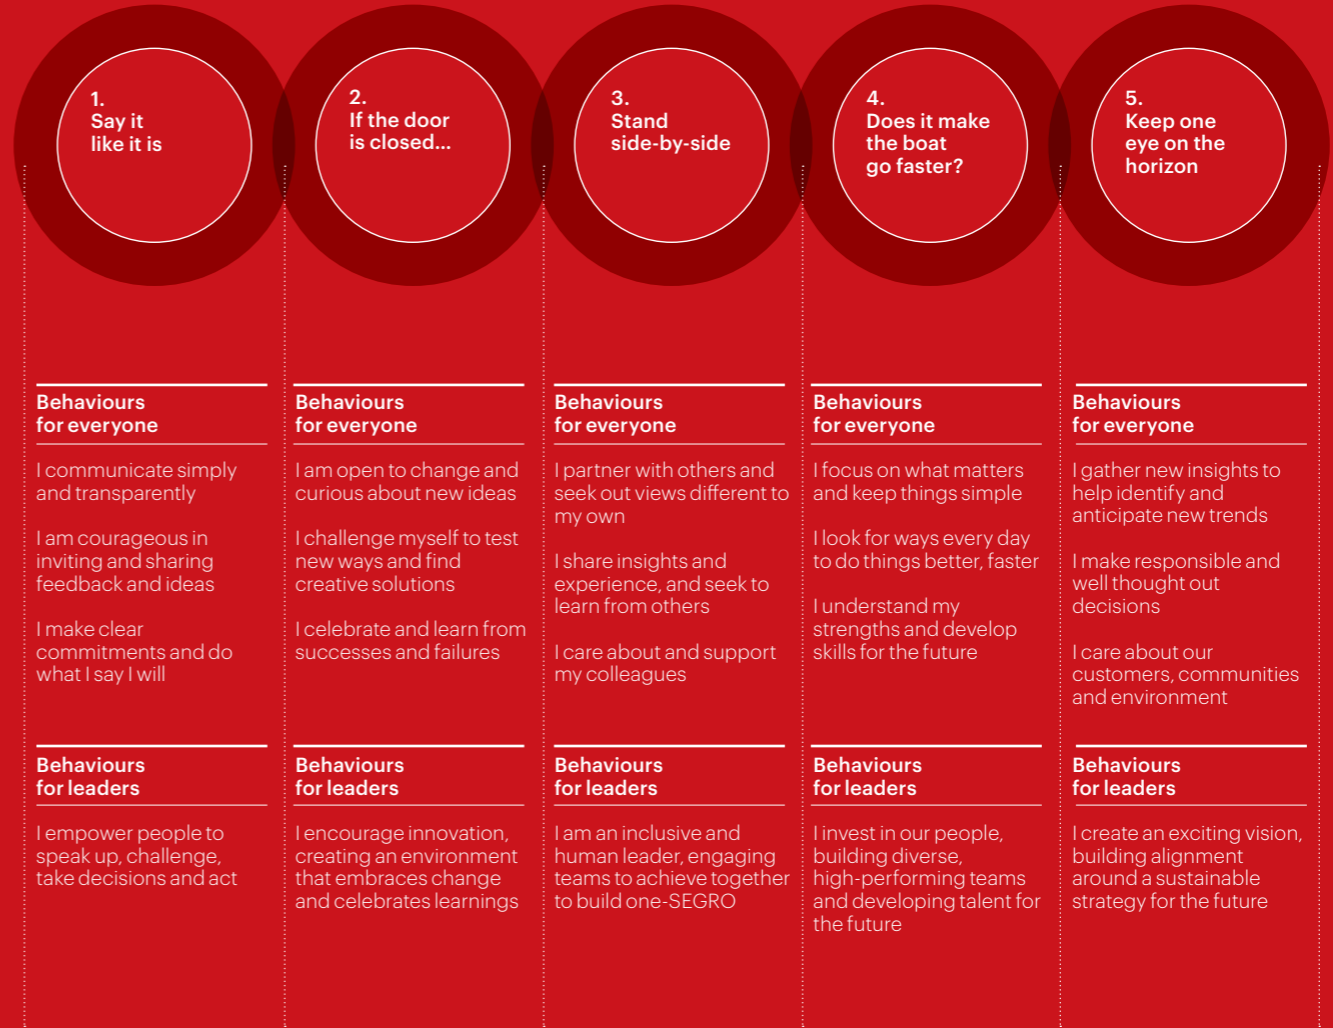 1.
Say it
like it is
2.
If the door
is closed...
3.
Stand
side-by-side
4.
Does it make
the boat
go faster?
5.
Keep one
eye on the
horizon
Behaviours
for everyone
I communicate simply
and transparently
I am courageous in
inviting and sharing
feedback and ideas
I make clear
commitments and do
what I say I will
Behaviours
for leaders
I empower people to
speak up, challenge,
take decisions and act
Behaviours
for everyone
I am open to change and
curious about new ideas
I challenge myself to test
new ways and find
creative solutions
I celebrate and learn from
successes and failures
Behaviours
for leaders
I encourage innovation,
creating an environment
that embraces change
and celebrates learnings
Behaviours
for everyone
I partner with others and
seek out views different to
my own
I share insights and
experience, and seek to
learn from others
I care about and support
my colleagues
Behaviours
for leaders
I am an inclusive and
human leader, engaging
teams to achieve together
to build one-SEGRO
Behaviours
for everyone
I focus on what matters
and keep things simple
I look for ways every day
to do things better, faster
I understand my
strengths and develop
skills for the future
Behaviours
for leaders
I invest in our people,
building diverse,
high-performing teams
and developing talent for
the future
Behaviours
for everyone
I gather new insights to
help identify and
anticipate new trends
I make responsible and
well thought out
decisions
I care about our
customers, communities
and environment
Behaviours
for leaders
I create an exciting vision,
building alignment
around a sustainable
strategy for the future